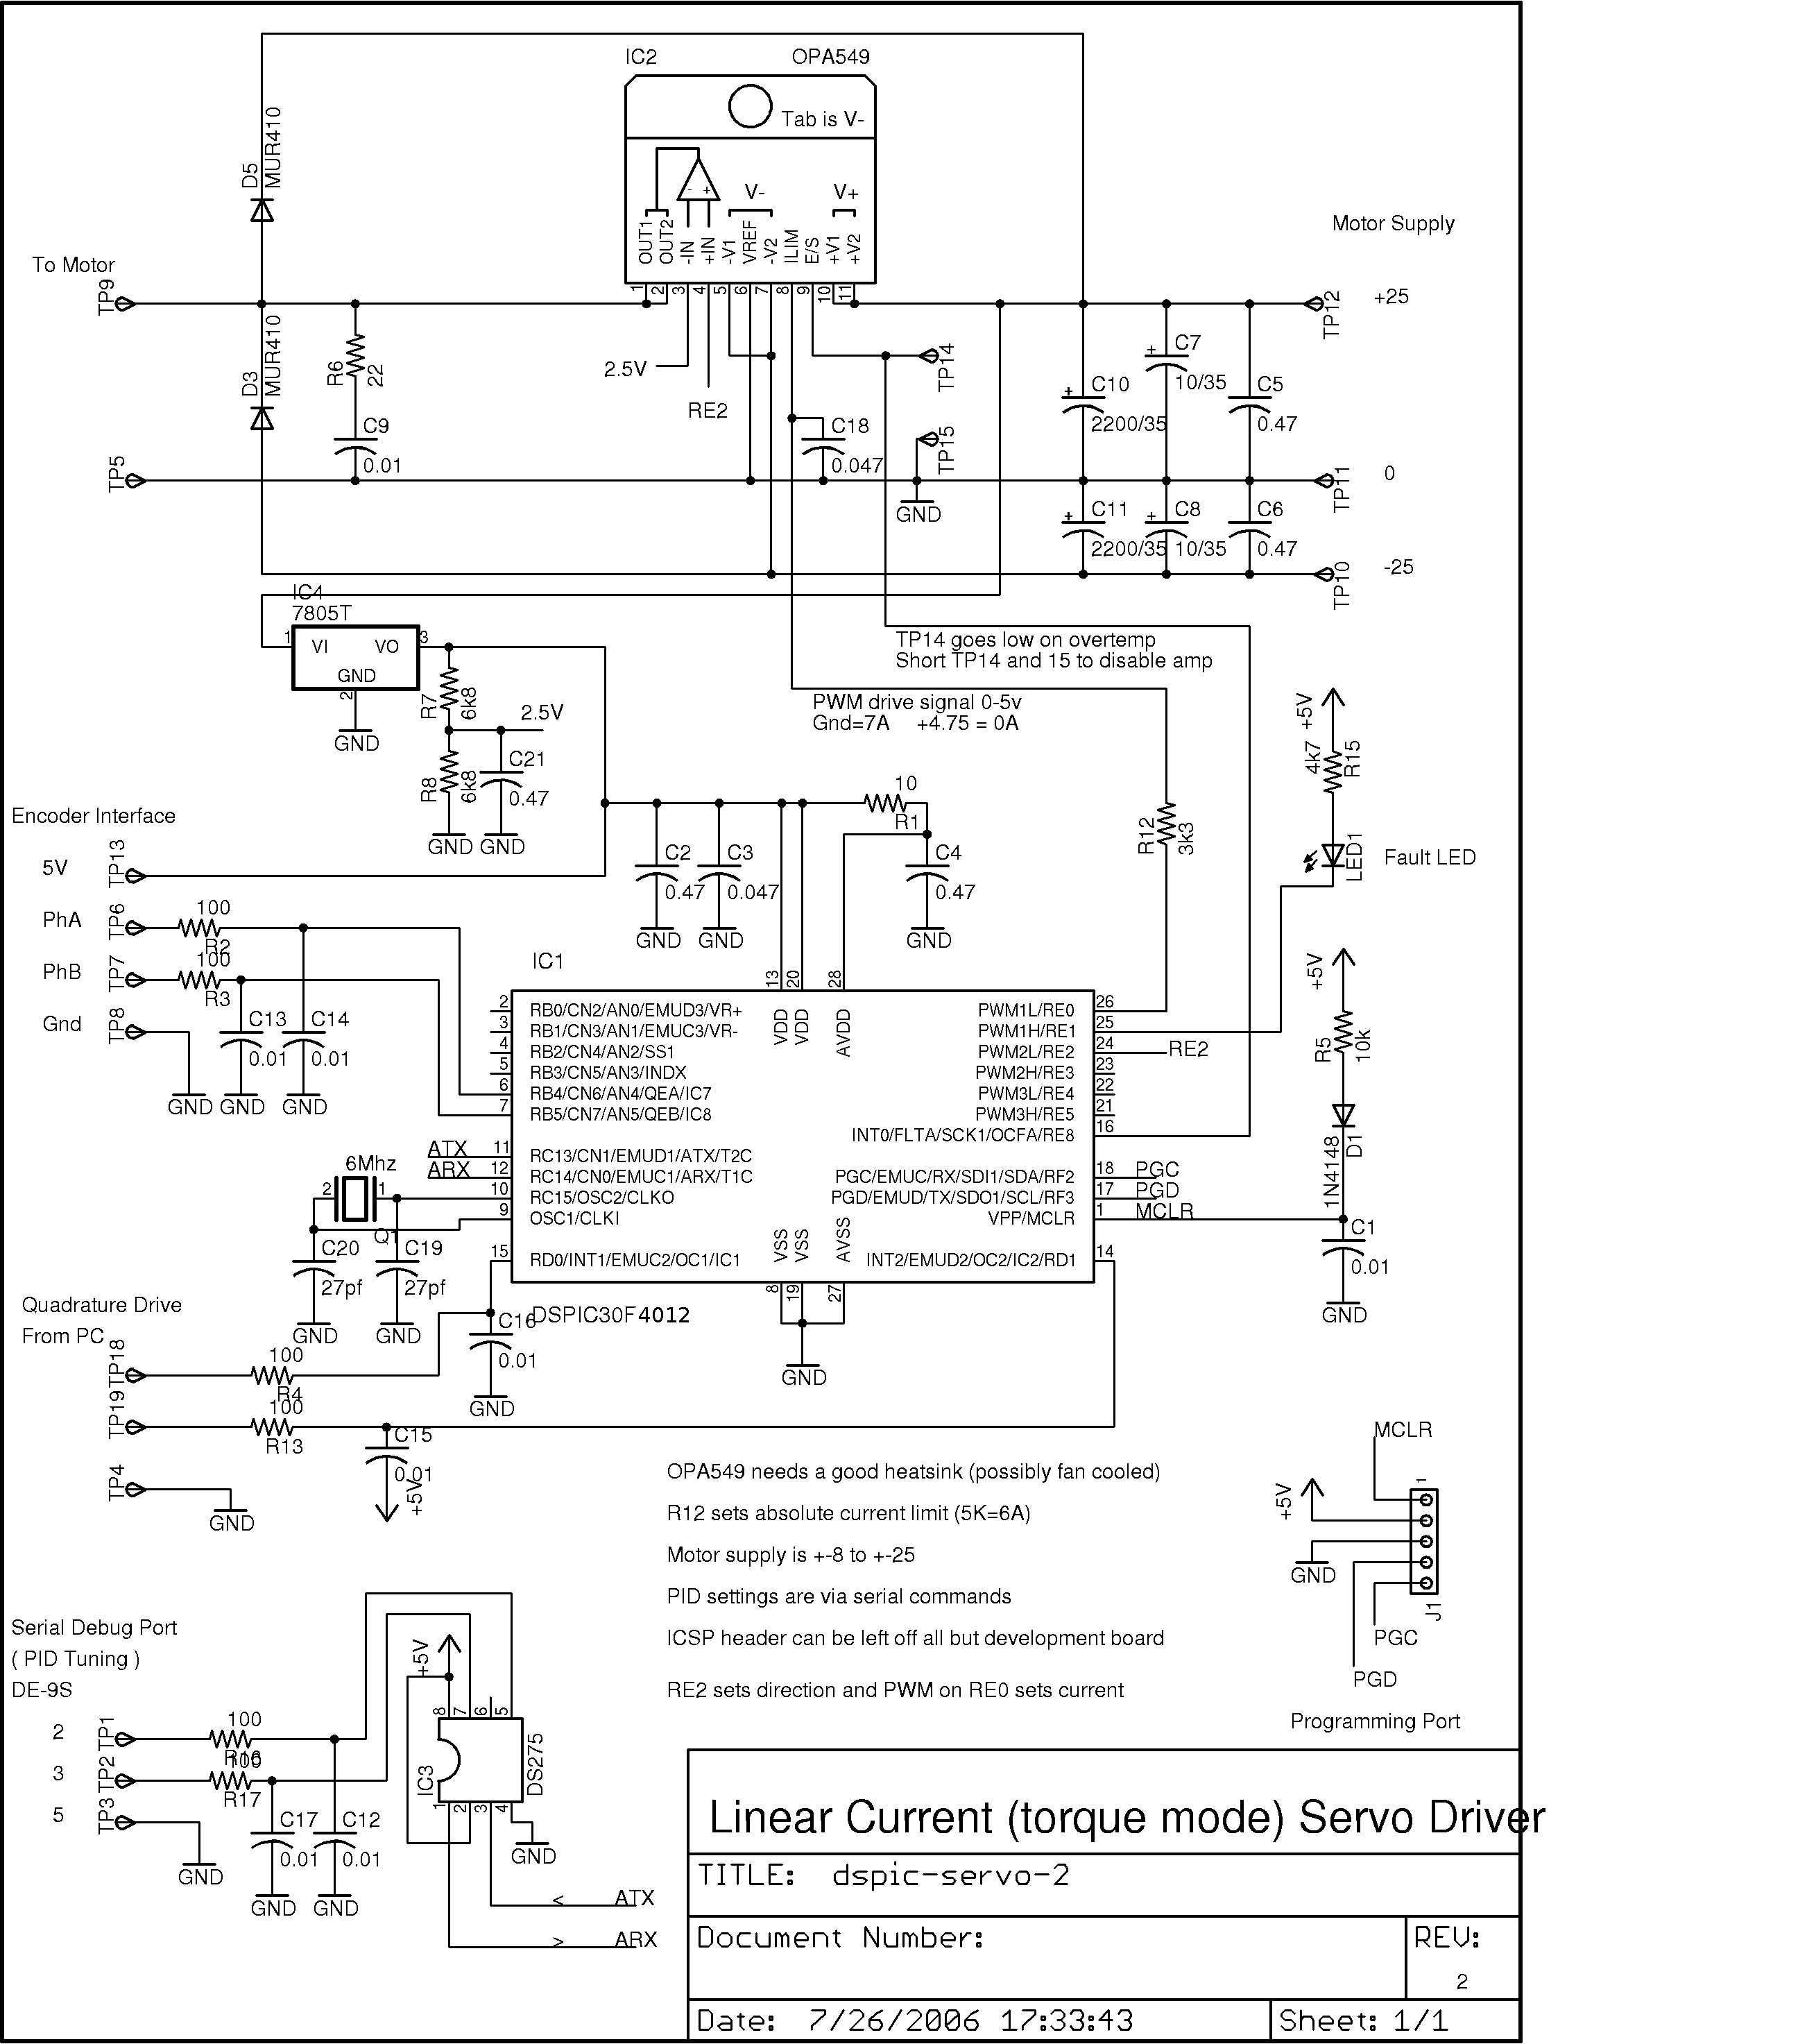 IC2 OPA549
Tab is V-
V- V+
OUT1
OUT2
-IN
+IN
-V1
VREF
-V2
ILIM
E/S
+V1
+V2
1 2 3 4 5 6 7 8 9 10 11
D5
MUR410
To Motor
TP9
D3
MUR410
R6
22
C9
0.01
TP5
2.5V
RE2
C18
0.047
TP14
TP15
GND
Motor Supply
TP12
+25
C10
2200/35
C7
10/35
C5
0.47
TP11
0
C11
2200/35
C8
10/35
C6
0.47
TP10
-25
IC4
7805T
1 VI VO 3
GND
2
GND
R7
6k8
2.5V
R8
6k8
C21
0.47
GND GND
TP14 goes low on overtemp
Short TP14 and 15 to disable amp
PWM drive signal 0-5v
Gnd=7A +4.75 = 0A
+5V
4k7
R15
LED1
Fault LED
R12
3k3
10
R1
C2
0.47
GND
C3
0.047
GND
C4
0.47
GND
Encoder Interface
5V TP13
PhA TP6
100
R2
PhB TP7
100
R3
Gnd TP8
C13
0.01
C14
0.01
GND GND GND
IC1
13 20 28
VDD VDD AVDD
2 RB0/CN2/AN0/EMUD3/VR+
3 RB1/CN3/AN1/EMUC3/VR-
4 RB2/CN4/AN2/SS1
5 RB3/CN5/AN3/INDX
6 RB4/CN6/AN4/QEA/IC7
7 RB5/CN7/AN5/QEB/IC8
ATX 11 RC13/CN1/EMUD1/ATX/T2C
ARX 12 RC14/CN0/EMUC1/ARX/T1C
10 RC15/OSC2/CLKO
9 OSC1/CLKI
15 RD0/INT1/EMUC2/OC1/IC1
PWM1L/RE0 26
PWM1H/RE1 25
PWM2L/RE2 24 RE2
PWM2H/RE3 23
PWM3L/RE4 22
PWM3H/RE5 21
INT0/FLTA/SCK1/OCFA/RE8 16
PGC/EMUC/RX/SDI1/SDA/RF2 18 PGC
PGD/EMUD/TX/SDO1/SCL/RF3 17 PGD
VPP/MCLR 1 MCLR
INT2/EMUD2/OC2/IC2/RD1 14
VSS VSS AVSS
8 19 27
GND
DSPIC30F4012
6Mhz
2 1
Q1
C20
27pf
GND
C19
27pf
GND
C16
0.01
GND
+5V
R5
10k
1N4148
D1
C1
0.01
GND
Quadrature Drive
From PC
TP18
100
R4
TP19
100
R13
C15
0.01
+5V
TP4
GND
OPA549 needs a good heatsink (possibly fan cooled)
R12 sets absolute current limit (5K=6A)
Motor supply is +-8 to +-25
PID settings are via serial commands
ICSP header can be left off all but development board
RE2 sets direction and PWM on RE0 sets current
MCLR
+5V
GND
1
J1
PGC
PGD
Programming Port
Serial Debug Port
( PID Tuning )
DE-9S
2 TP1
100
R16
3 TP2
100
R17
5 TP3
GND
C17
0.01
GND
C12
0.01
GND
+5V
8 7 6 5
IC3
DS275
1 2 3 4
GND
< ATX
> ARX
Linear Current (torque mode) Servo Driver
TITLE: dspic-servo-2
Document Number:
REV:
2
Date: 7/26/2006 17:33:43
Sheet: 1/1